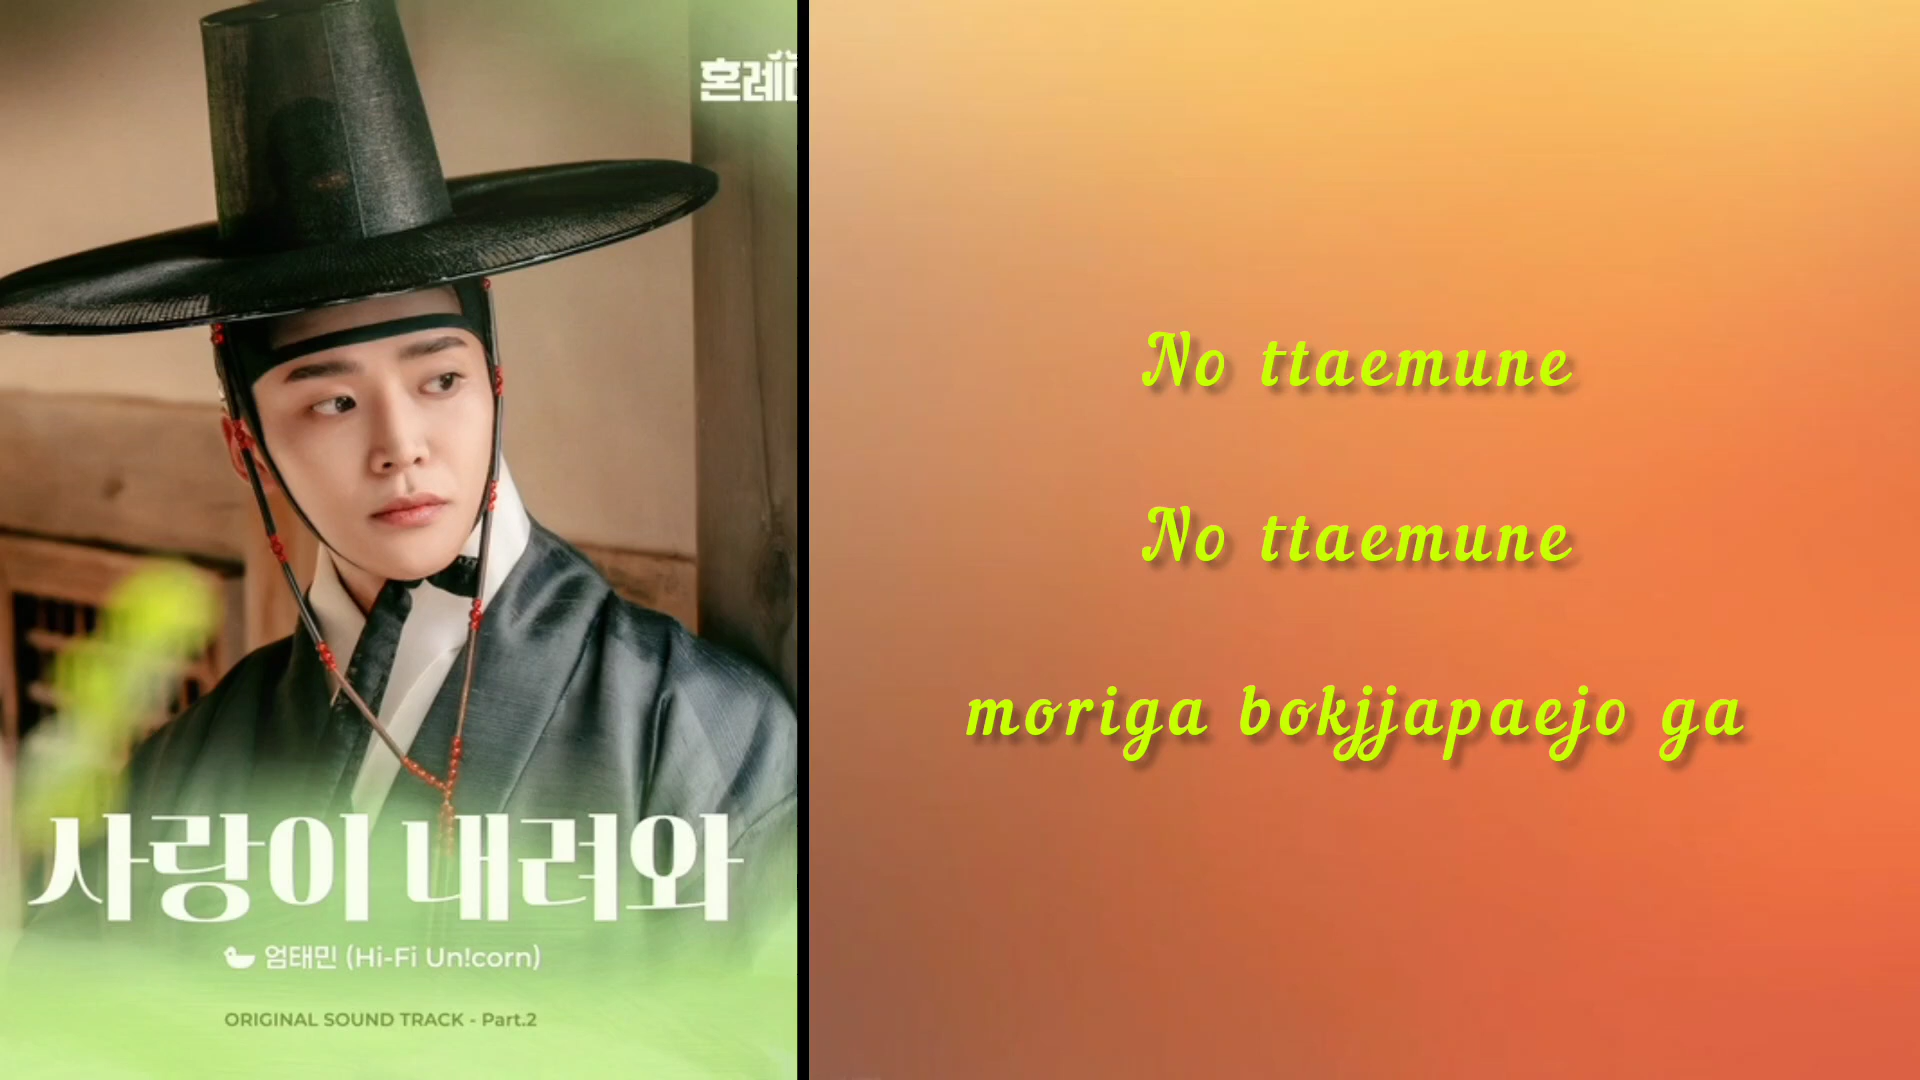 혼례
사랑이 내려와
엄태민 (Hi-Fi Un!corn)
ORIGINAL SOUND TRACK - Part.2
No ttaemune
No ttaemune
moriga bokjjapaejo ga